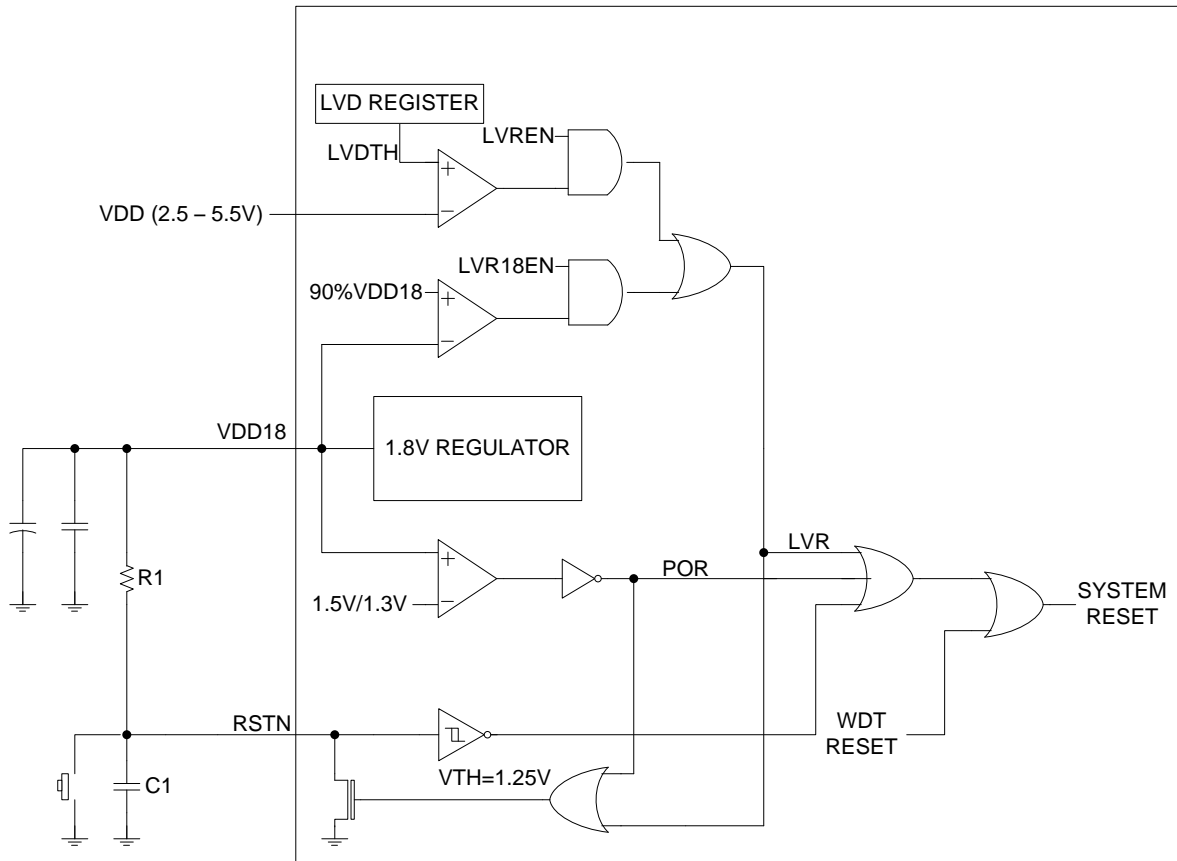 LVD REGISTER
LVREN
LVDTH
+
−
VDD (2.5 – 5.5V)
LVR18EN
90%VDD18
+
−
VDD18
1.8V REGULATOR
R1
+
−
1.5V/1.3V
POR
LVR
SYSTEM
RESET
RSTN
WDT
RESET
VTH=1.25V
C1